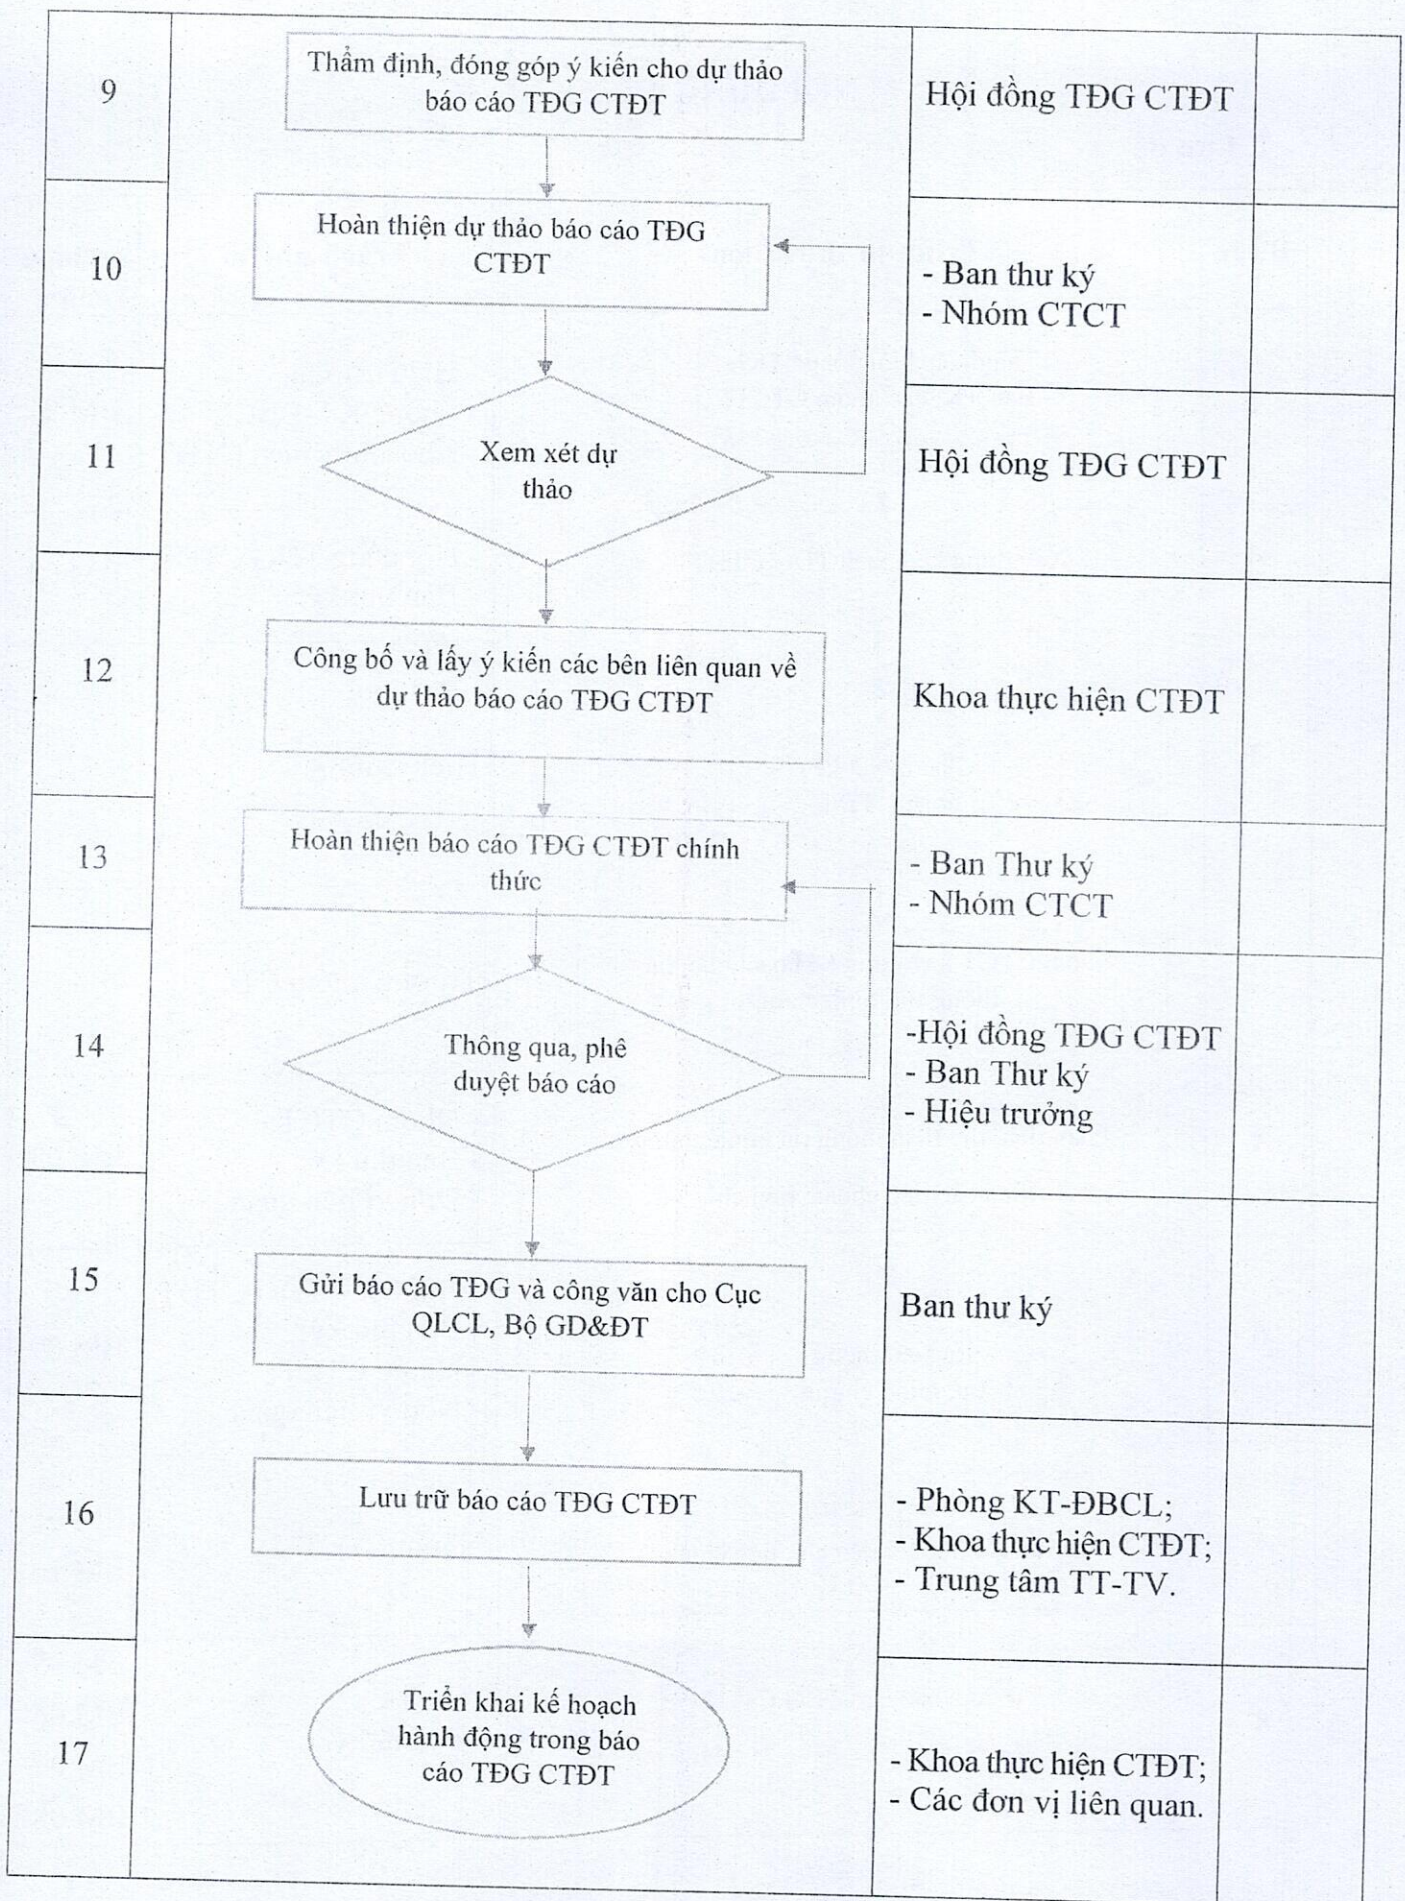 9
Thẩm định, đóng góp ý kiến cho dự thảo
báo cáo TĐG CTĐT
Hội đồng TĐG CTĐT
10
Hoàn thiện dự thảo báo cáo TĐG
CTĐT
- Ban thư ký
- Nhóm CTCT
11
Xem xét dự
thảo
Hội đồng TĐG CTĐT
12
Công bố và lấy ý kiến các bên liên quan về
dự thảo báo cáo TĐG CTĐT
Khoa thực hiện CTĐT
13
Hoàn thiện báo cáo TĐG CTĐT chính
thức
- Ban Thư ký
- Nhóm CTCT
14
Thông qua, phê
duyệt báo cáo
-Hội đồng TĐG CTĐT
- Ban Thư ký
- Hiệu trưởng
15
Gửi báo cáo TĐG và công văn cho Cục
QLCL, Bộ GD&ĐT
Ban thư ký
16
Lưu trữ báo cáo TĐG CTĐT
- Phòng KT-ĐBCL;
- Khoa thực hiện CTĐT;
- Trung tâm TT-TV.
17
Triển khai kế hoạch
hành động trong báo
cáo TĐG CTĐT
- Khoa thực hiện CTĐT;
- Các đơn vị liên quan.